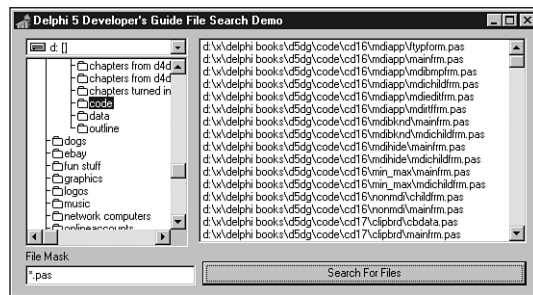 Delphi 5 Developer's Guide File Search Demo
d: []
chapters from d4d
chapters from d4d
chapters turned in
code
data
outline
dogs
ebay
fun stuff
graphics
logos
music
network computers
onlineaccounts
d:\x\delphi books\d5dg\code\cd16\mdiapp\ftypform.pas
d:\x\delphi books\d5dg\code\cd16\mdiapp\mainfrm.pas
d:\x\delphi books\d5dg\code\cd16\mdiapp\mdibmpfrm.pas
d:\x\delphi books\d5dg\code\cd16\mdiapp\mdichildfrm.pas
d:\x\delphi books\d5dg\code\cd16\mdiapp\mdieditfrm.pas
d:\x\delphi books\d5dg\code\cd16\mdiapp\mdirtffrm.pas
d:\x\delphi books\d5dg\code\cd16\mdibknd\mainfrm.pas
d:\x\delphi books\d5dg\code\cd16\mdibknd\mdichildfrm.pas
d:\x\delphi books\d5dg\code\cd16\mdihide\mainfrm.pas
d:\x\delphi books\d5dg\code\cd16\mdihide\mdichildfrm.pas
d:\x\delphi books\d5dg\code\cd16\min_max\mainfrm.pas
d:\x\delphi books\d5dg\code\cd16\min_max\mdichildfrm.pas
d:\x\delphi books\d5dg\code\cd16\nonmdi\childfrm.pas
d:\x\delphi books\d5dg\code\cd16\nonmdi\mainfrm.pas
d:\x\delphi books\d5dg\code\cd17\clipbrd\cbdata.pas
d:\x\delphi books\d5dg\code\cd17\clipbrd\mainfrm.pas
File Mask
*.pas
Search For Files